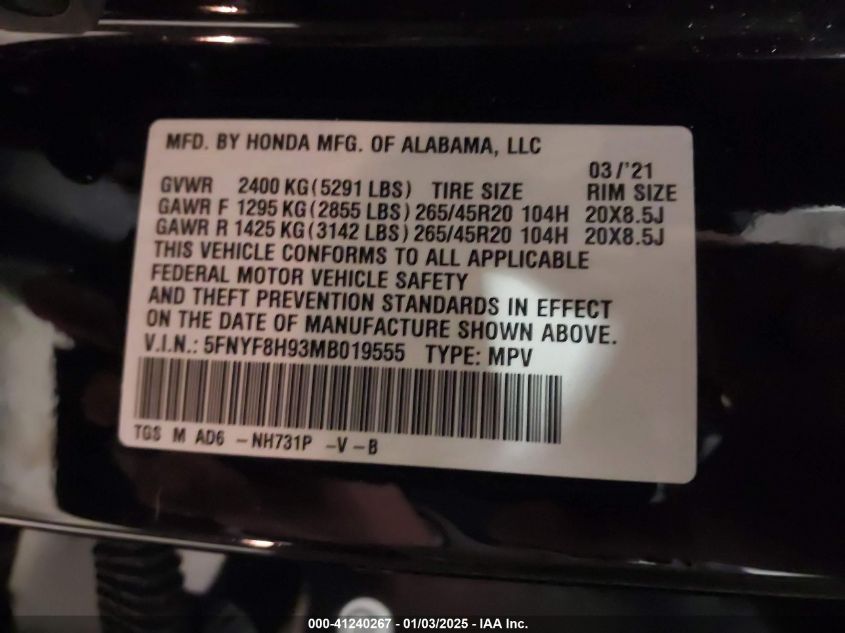 MFD. BY HONDA MFG. OF ALABAMA, LLC
03/'21
GVWR 2400 KG(5291 LBS) TIRE SIZE RIM SIZE
GAWR F 1295 KG(2855 LBS) 265/45R20 104H 20X8.5J
GAWR R 1425 KG(3142 LBS) 265/45R20 104H 20X8.5J
THIS VEHICLE CONFORMS TO ALL APPLICABLE
FEDERAL MOTOR VEHICLE SAFETY
AND THEFT PREVENTION STANDARDS IN EFFECT
ON THE DATE OF MANUFACTURE SHOWN ABOVE.
V.I.N.: 5FNYF8H93MB019555 TYPE: MPV
TGS M AD6 -NH731P -V -B
000-41240267 - 01/03/2025 - IAA Inc.